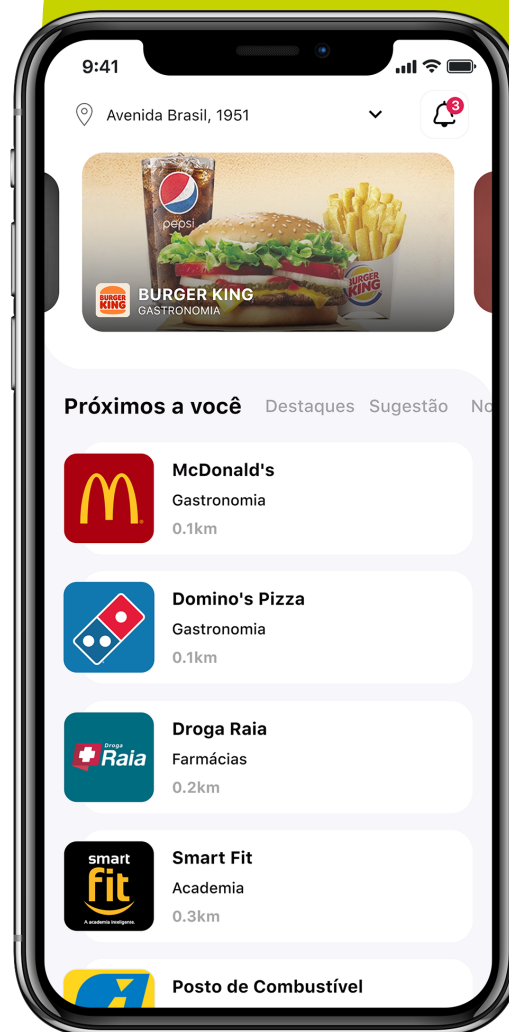 9:41
Avenida Brasil, 1951
3
pepsi
BURGER
KING
BURGER
KING
BURGER KING
GASTRONOMIA
Próximos a você Destaques Sugestão No
McDonald's
Gastronomia
0.1km
Domino's Pizza
Gastronomia
0.1km
Droga
Raia
Droga Raia
Farmácias
0.2km
smart
fit
A academia inteligente.
Smart Fit
Academia
0.3km
Posto de Combustível